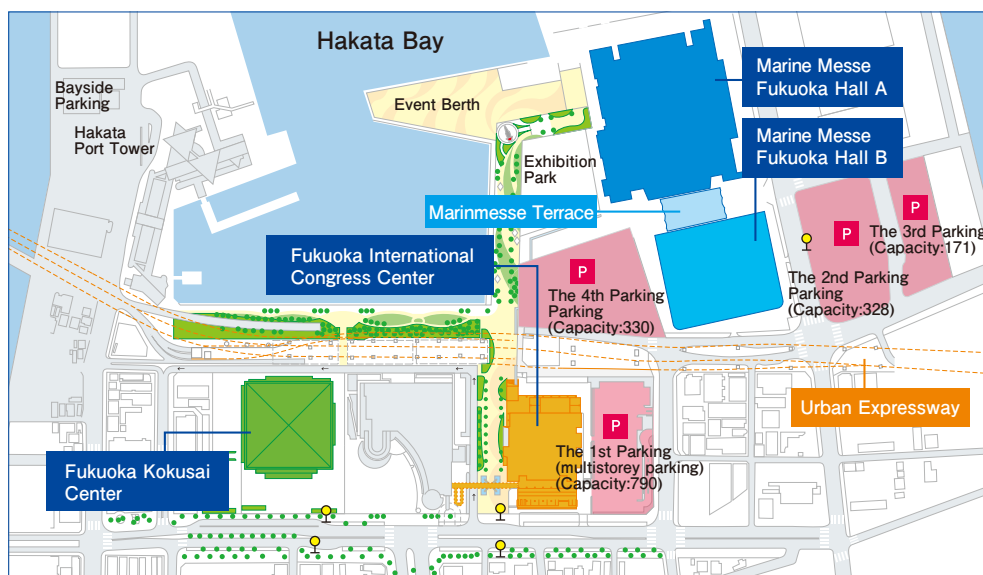 Hakata Bay
Bayside
Parking
Hakata
Port Tower
Event Berth
Exhibition
Park
Marine Messe
Fukuoka Hall A
Marine Messe
Fukuoka Hall B
Marinmesse Terrace
Fukuoka International
Congress Center
P
The 4th Parking
Parking
(Capacity:330)
P
The 2nd Parking
Parking
(Capacity:328)
P
The 3rd Parking
(Capacity:171)
Urban Expressway
P
The 1st Parking
(multistorey parking)
(Capacity:790)
Fukuoka Kokusai
Center